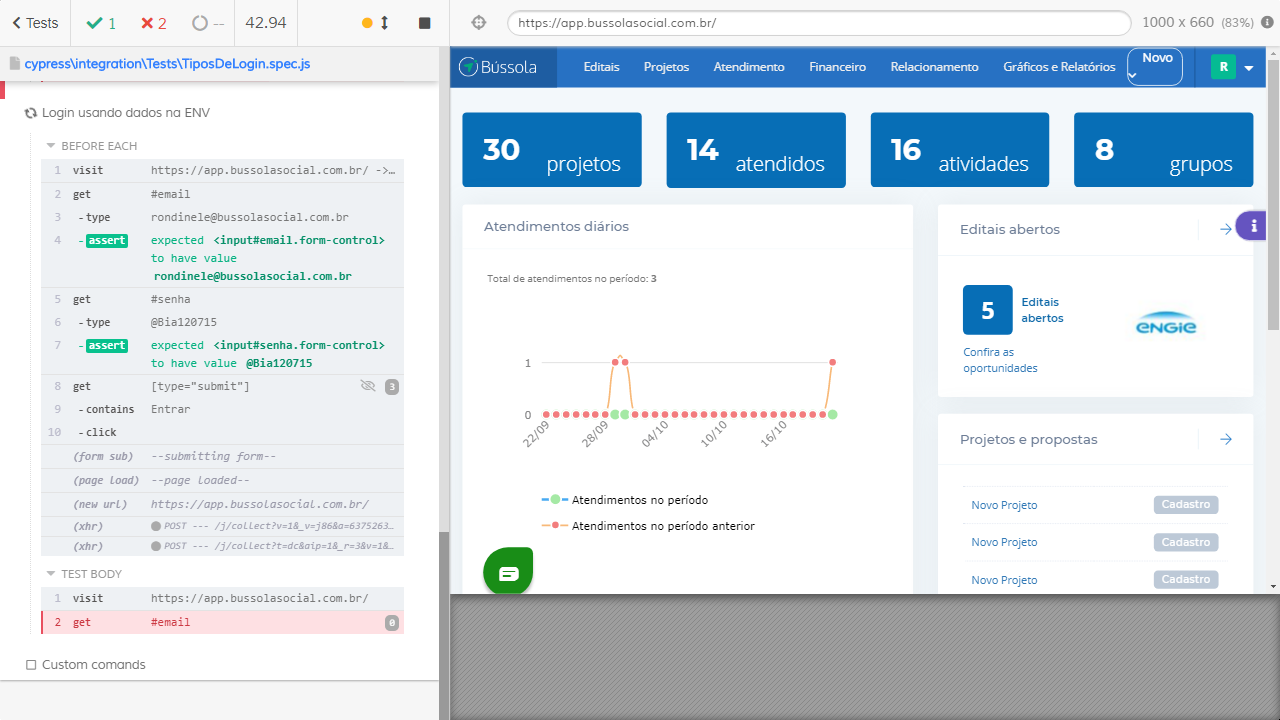 Tests
1
2
--
42.94
https://app.bussolasocial.com.br/
1000 x 660 (83%)
cypress\integration\Tests\TiposDeLogin.spec.js
Login usando dados na ENV
BEFORE EACH
1 visit https://app.bussolasocial.com.br/ ->…
2 get #email
3 -type rondinele@bussolasocial.com.br
4 -assert expected <input#email.form-control>
to have value
rondinele@bussolasocial.com.br
5 get #senha
6 -type @Bia120715
7 -assert expected <input#senha.form-control>
to have value @Bia120715
8 get [type="submit"] 3
9 -contains Entrar
10 -click
(form sub) --submitting form--
(page load) --page loaded--
(new url) https://app.bussolasocial.com.br/
(xhr) POST --- /j/collect?v=1&_v=j86&a=6375263…
(xhr) POST --- /j/collect?t=dc&aip=1&_r=3&v=1&…
TEST BODY
1 visit https://app.bussolasocial.com.br/
2 get #email 0
Custom comands
Bússola
Editais
Projetos
Atendimento
Financeiro
Relacionamento
Gráficos e Relatórios
Novo
R
30 projetos
14 atendidos
16 atividades
8 grupos
Atendimentos diários
Total de atendimentos no período: 3
1
0
22/09
28/09
04/10
10/10
16/10
Atendimentos no período
Atendimentos no período anterior
Editais abertos
5
Editais
abertos
Confira as
oportunidades
ENGIE
Projetos e propostas
Novo Projeto Cadastro
Novo Projeto Cadastro
Novo Projeto Cadastro